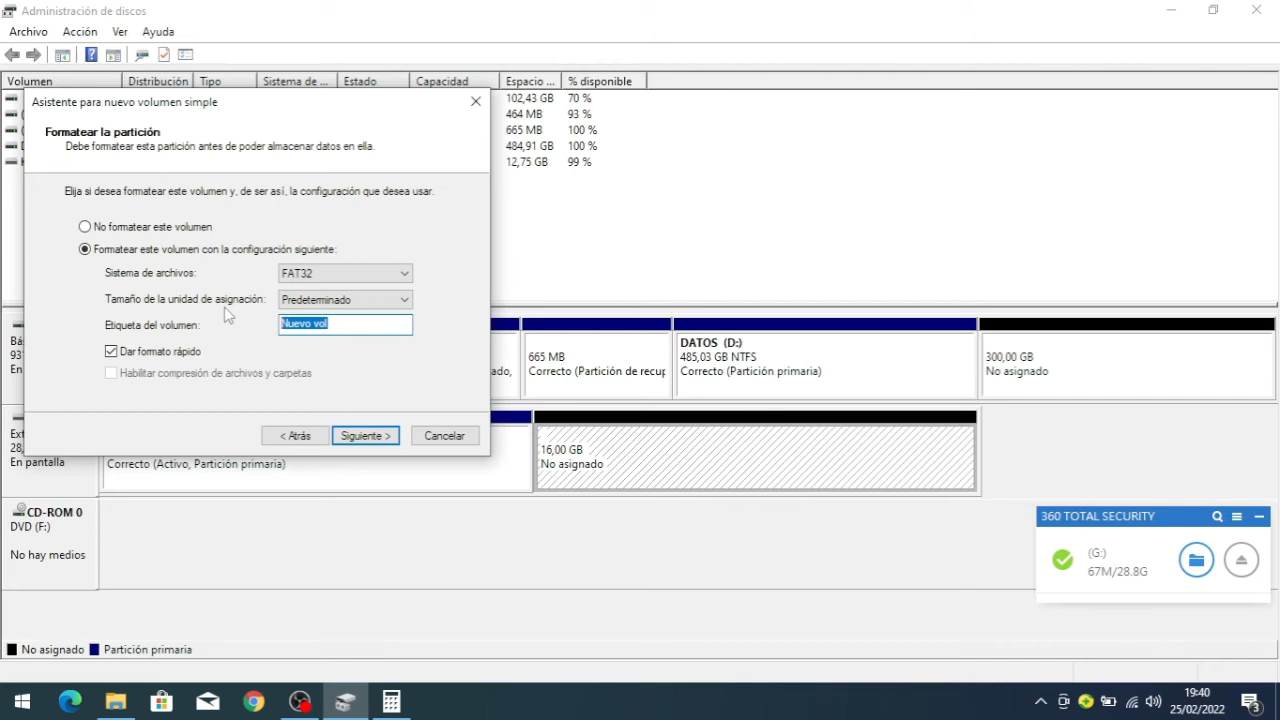 Administración de discos
Archivo Acción Ver Ayuda
Volumen Distribución Tipo Sistema de ... Estado Capacidad Espacio ... % disponible
102,43 GB 70 %
464 MB 93 %
665 MB 100 %
484,91 GB 100 %
12,75 GB 99 %
Asistente para nuevo volumen simple
Formatear la partición
Debe formatear esta partición antes de poder almacenar datos en ella.
Elija si desea formatear este volumen y, de ser así, la configuración que desea usar.
No formatear este volumen
Formatear este volumen con la configuración siguiente:
Sistema de archivos: FAT32
Tamaño de la unidad de asignación: Predeterminado
Etiqueta del volumen: Nuevo vol
Dar formato rápido
Habilitar compresión de archivos y carpetas
< Atrás Siguiente > Cancelar
Bás
931
En
ado,
665 MB
Correcto (Partición de recup
DATOS (D:)
485,03 GB NTFS
Correcto (Partición primaria)
300,00 GB
No asignado
Ext
28,
En pantalla
Correcto (Activo, Partición primaria)
16,00 GB
No asignado
CD-ROM 0
DVD (F:)
No hay medios
360 TOTAL SECURITY
(G:)
67M/28.8G
No asignado Partición primaria
19:40
25/02/2022
3